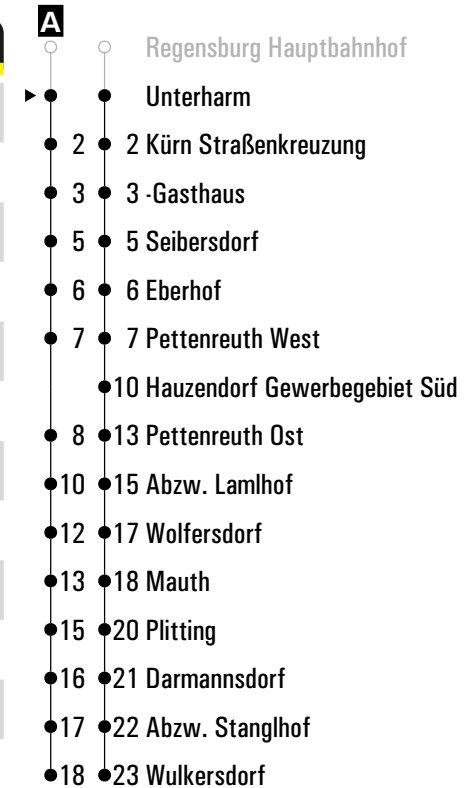 A
Regensburg Hauptbahnhof
Unterharm
2 2 Kürn Straßenkreuzung
3 3 -Gasthaus
5 5 Seibersdorf
6 6 Eberhof
7 7 Pettenreuth West
10 Hauzendorf Gewerbegebiet Süd
8 13 Pettenreuth Ost
10 15 Abzw. Lamlhof
12 17 Wolfersdorf
13 18 Mauth
15 20 Plitting
16 21 Darmannsdorf
17 22 Abzw. Stanglhof
18 23 Wulkersdorf